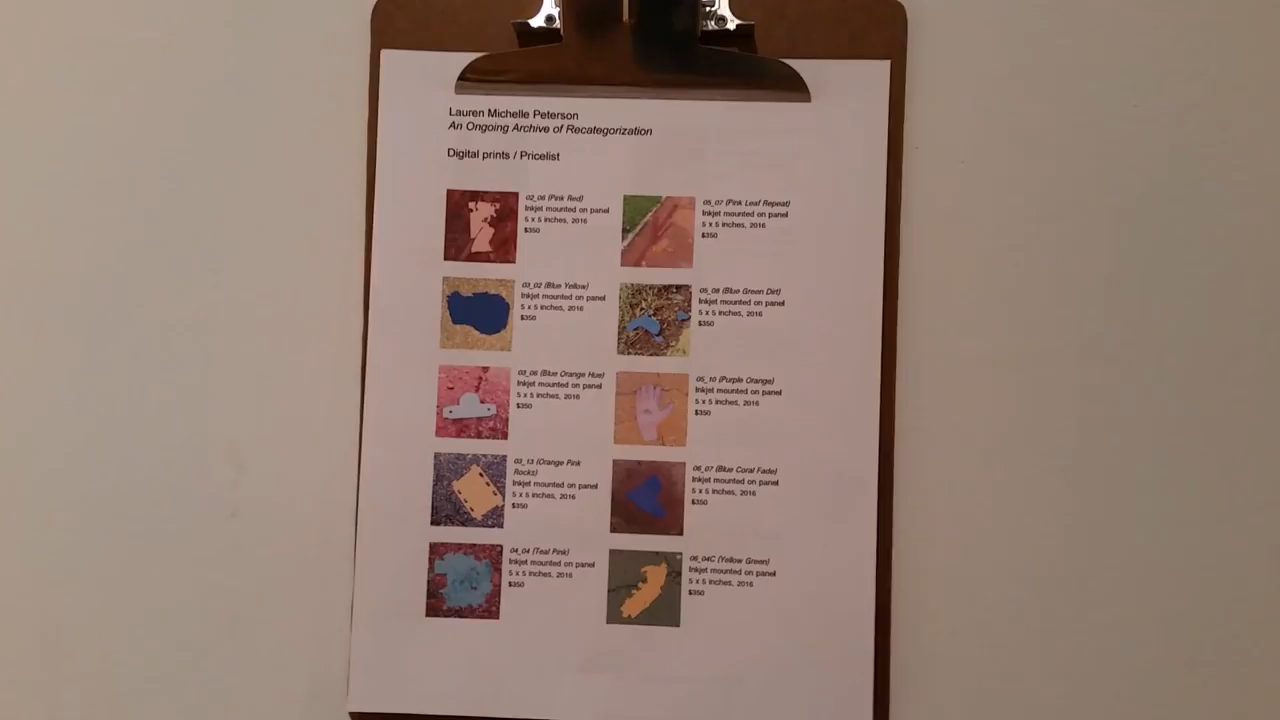 Lauren Michelle Peterson
An Ongoing Archive of Recategorization
Digital prints / Pricelist
02_06 (Pink Red)
Inkjet mounted on panel
5 x 5 inches, 2016
$350
03_02 (Blue Yellow)
Inkjet mounted on panel
5 x 5 inches, 2016
$350
03_06 (Blue Orange Hue)
Inkjet mounted on panel
5 x 5 inches, 2016
$350
03_13 (Orange Pink
Rocks)
Inkjet mounted on panel
5 x 5 inches, 2016
$350
04_04 (Teal Pink)
Inkjet mounted on panel
5 x 5 inches, 2016
$350
05_07 (Pink Leaf Repeat)
Inkjet mounted on panel
5 x 5 inches, 2016
$350
05_08 (Blue Green Dirt)
Inkjet mounted on panel
5 x 5 inches, 2016
$350
05_10 (Purple Orange)
Inkjet mounted on panel
5 x 5 inches, 2016
$350
06_07 (Blue Coral Fade)
Inkjet mounted on panel
5 x 5 inches, 2016
$350
06_04C (Yellow Green)
Inkjet mounted on panel
5 x 5 inches, 2016
$350